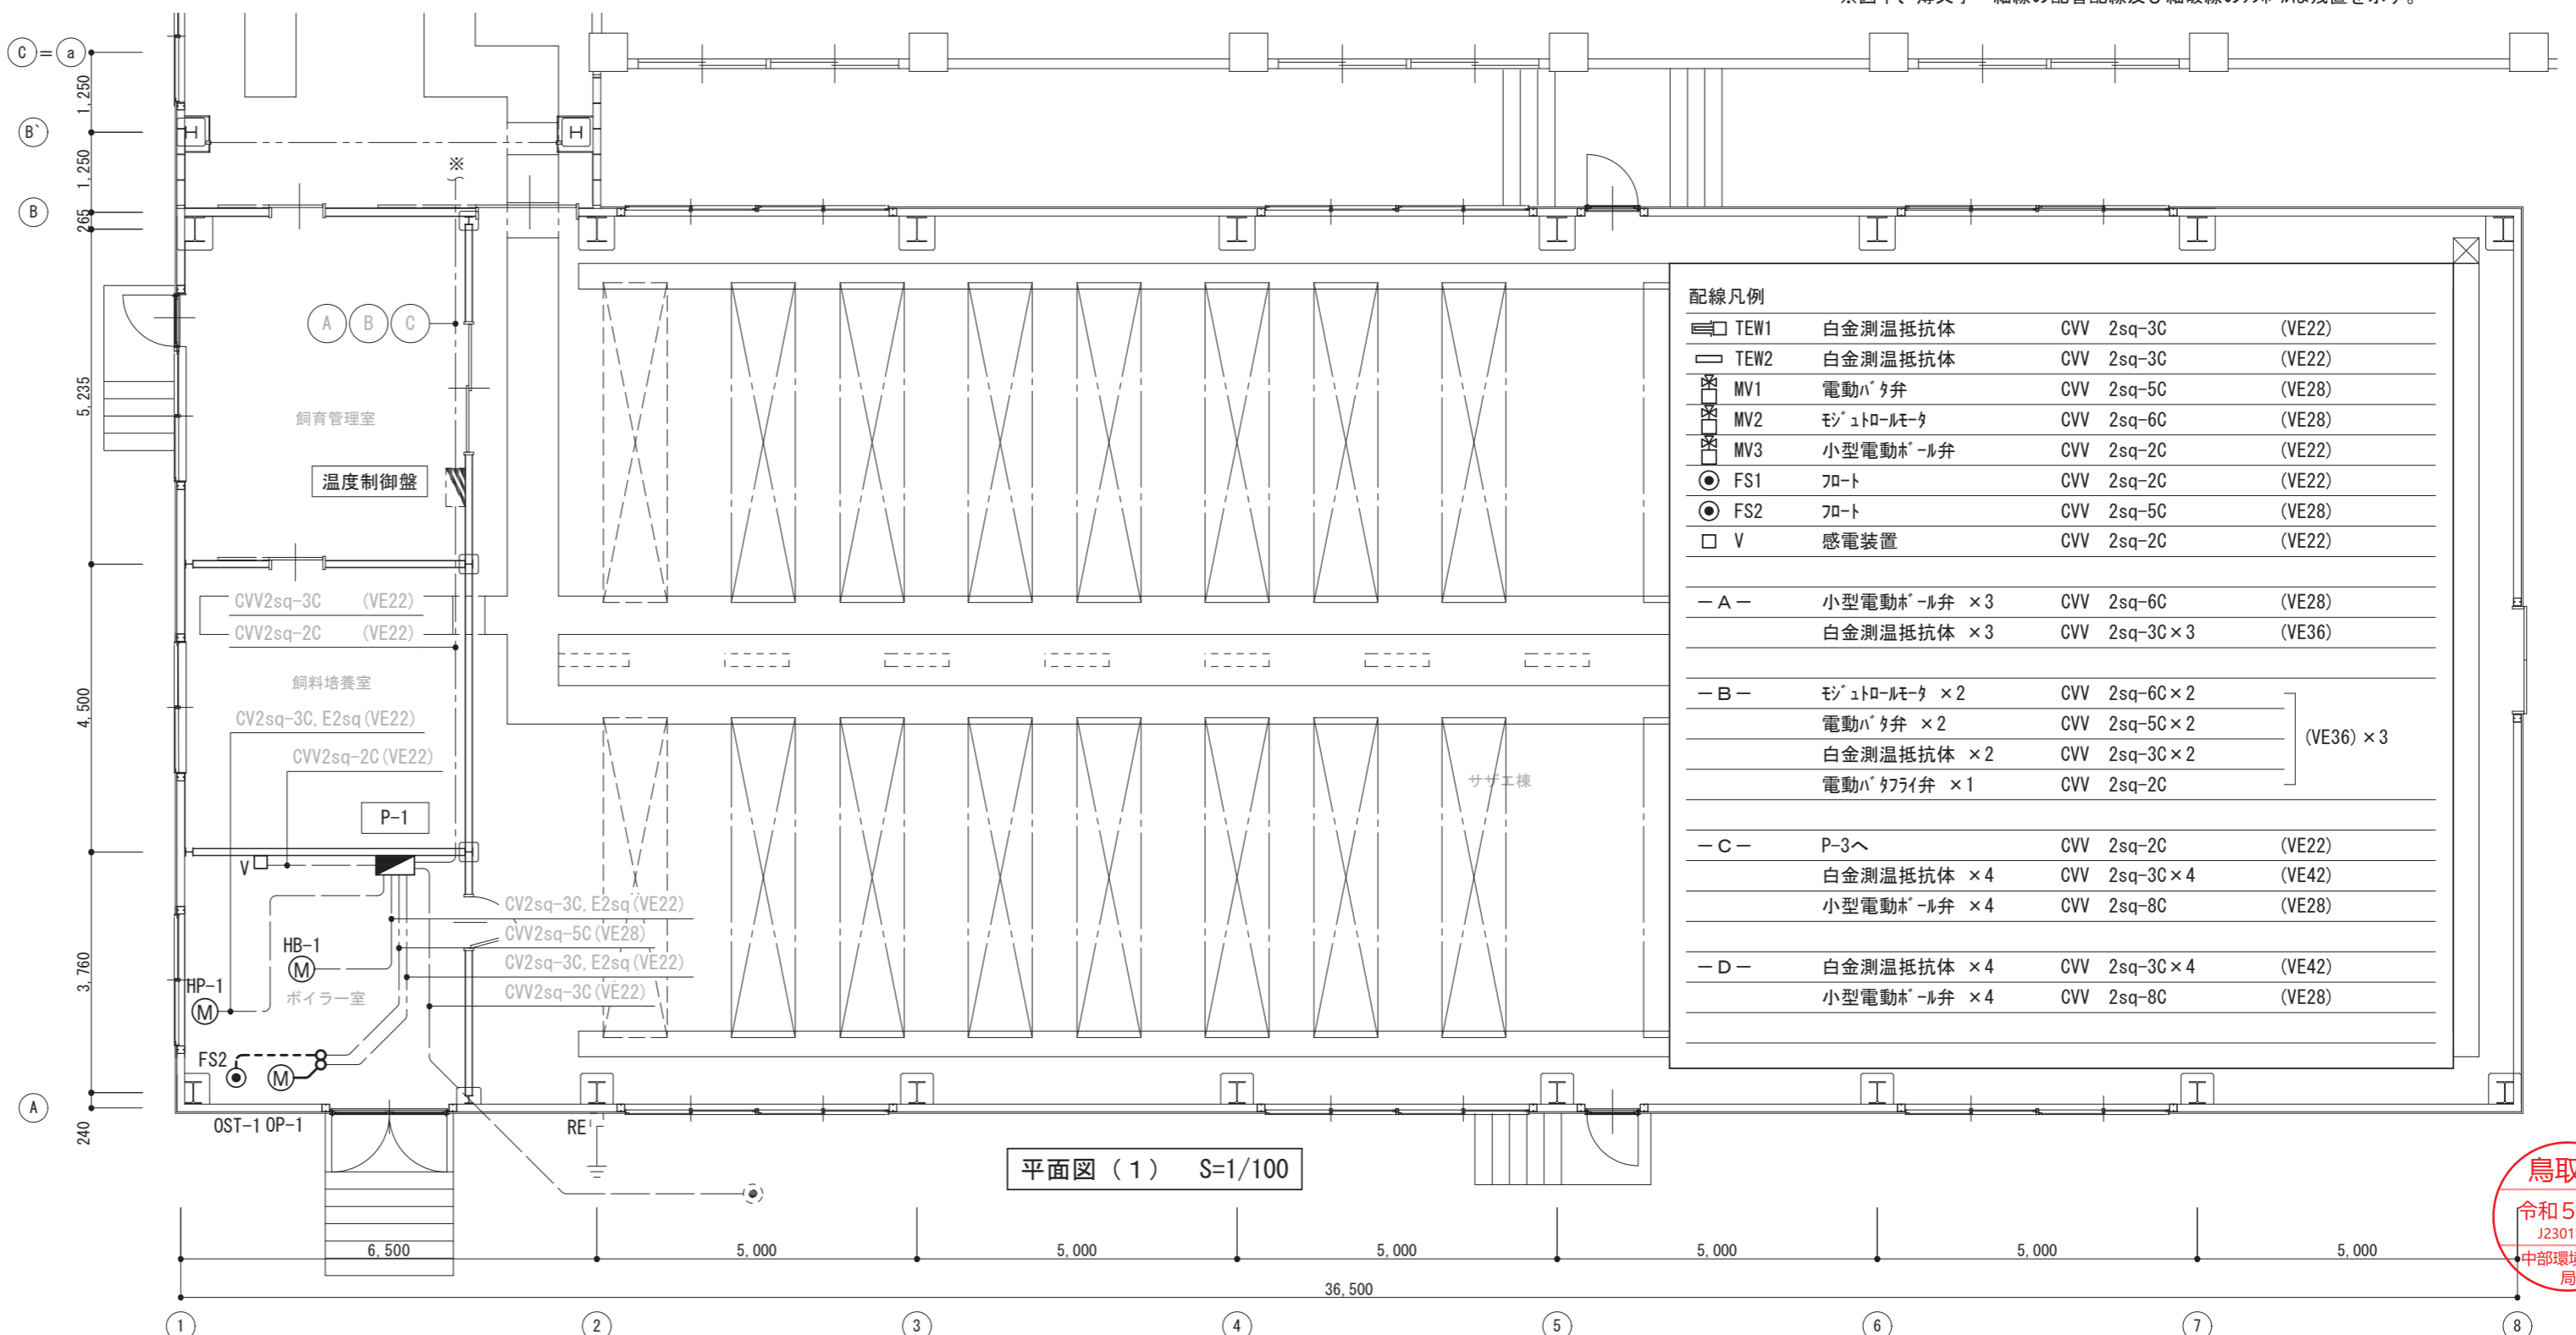 C = a
1,250
B`
1,250
※
B
265
A B C
飼育管理室
5,235
温度制御盤
CVV2sq-3C (VE22)
CVV2sq-2C (VE22)
飼料培養室
4,500
CV2sq-3C, E2sq(VE22)
CVV2sq-2C(VE22)
P-1
サザエ棟
V
CV2sq-3C, E2sq(VE22)
CVV2sq-5C(VE28)
CV2sq-3C, E2sq(VE22)
CVV2sq-3C(VE22)
HB-1
M
HP-1
M
ボイラー室
3,760
FS2
M
A
240
OST-1 OP-1
RE
配線凡例
TEW1 白金測温抵抗体 CVV 2sq-3C (VE22)
TEW2 白金測温抵抗体 CVV 2sq-3C (VE22)
MV1 電動バタ弁 CVV 2sq-5C (VE28)
MV2 モジュトロールモータ CVV 2sq-6C (VE28)
MV3 小型電動ボール弁 CVV 2sq-2C (VE22)
FS1 フロート CVV 2sq-2C (VE22)
FS2 フロート CVV 2sq-5C (VE28)
V 感電装置 CVV 2sq-2C (VE22)
-A- 小型電動ボール弁 ×3 CVV 2sq-6C (VE28)
白金測温抵抗体 ×3 CVV 2sq-3C×3 (VE36)
-B- モジュトロールモータ ×2 CVV 2sq-6C×2
電動バタ弁 ×2 CVV 2sq-5C×2
(VE36)×3
白金測温抵抗体 ×2 CVV 2sq-3C×2
電動バタフライ弁 ×1 CVV 2sq-2C
-C- P-3へ CVV 2sq-2C (VE22)
白金測温抵抗体 ×4 CVV 2sq-3C×4 (VE42)
小型電動ボール弁 ×4 CVV 2sq-8C (VE28)
-D- 白金測温抵抗体 ×4 CVV 2sq-3C×4 (VE42)
小型電動ボール弁 ×4 CVV 2sq-8C (VE28)
平面図(1) S=1/100
鳥取
令和5
J2301
中部環境
局
6,500 5,000 5,000 5,000 5,000 5,000 5,000
36,500
1 2 3 4 5 6 7 8